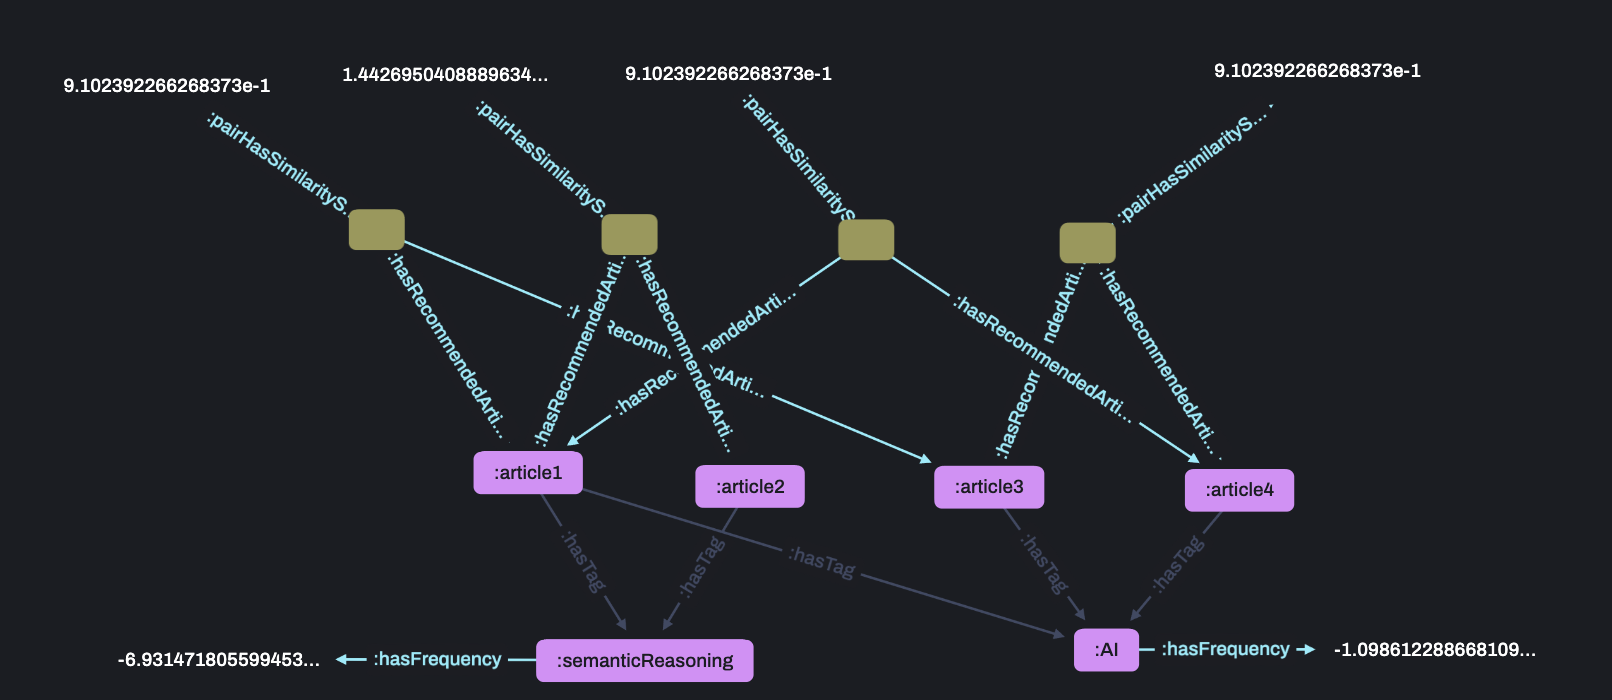 9.102392266268373e-1
1.4426950408889634...
9.102392266268373e-1
9.102392266268373e-1
:pairHasSimilarityS...
:pairHasSimilarityS
:pairHasSimilarityS
:pairHasSimilarityS...
:hasRecommendedArti...
:hasRecommendedArti
:hasRecommendedArti...
:hasRecommendedArti...
:hasRecommendedArti...
:hasRecommendedArti...
:article1
:article2
:article3
:article4
:hasTag
:hasTag
:hasTag
:hasTag
:hasTag
-6.931471805599453...
:hasFrequency
:semanticReasoning
:AI
:hasFrequency
-1.098612288668109...